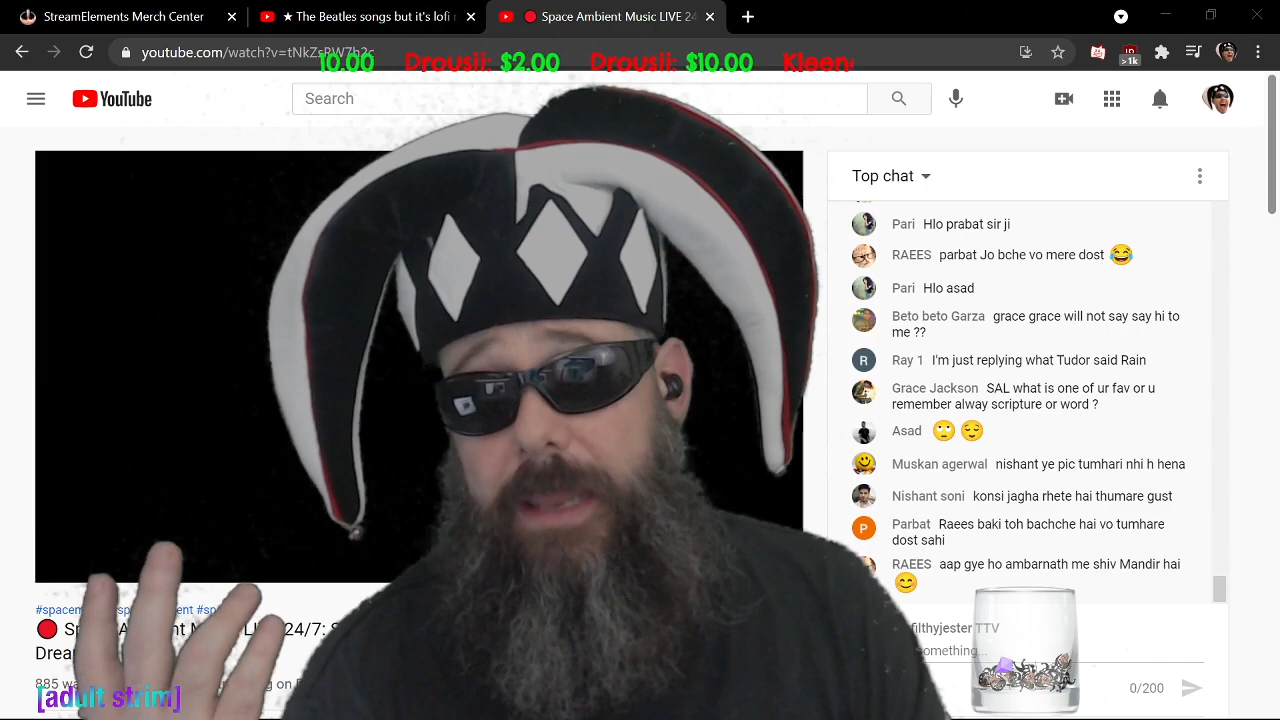 StreamElements Merch Center
★ The Beatles songs but it's lofi r
Space Ambient Music LIVE 24
youtube.com/watch?v=tNkZsRW7h2c
>1k
10.00 Drousii: $2.00 Drousii: $10.00
YouTube
Search
Top chat
Pari Hlo prabat sir ji
RAEES parbat Jo bche vo mere dost 😂
Pari Hlo asad
Beto beto Garza grace grace will not say say hi to
me ??
R Ray 1 I'm just replying what Tudor said Rain
Grace Jackson SAL what is one of ur fav or u
remember alway scripture or word ?
Asad 🙄 😌
Muskan agerwal nishant ye pic tumhari nhi h hena
Nishant soni konsi jagha rhete hai thumare gust
P Parbat Raees baki toh bachche hai vo tumhare
dost sahi
RAEES aap gye ho ambarnath me shiv Mandir hai
😊
filthyjester TTV
something...
0/200
LIVE 24/7:
885
[adult strim]